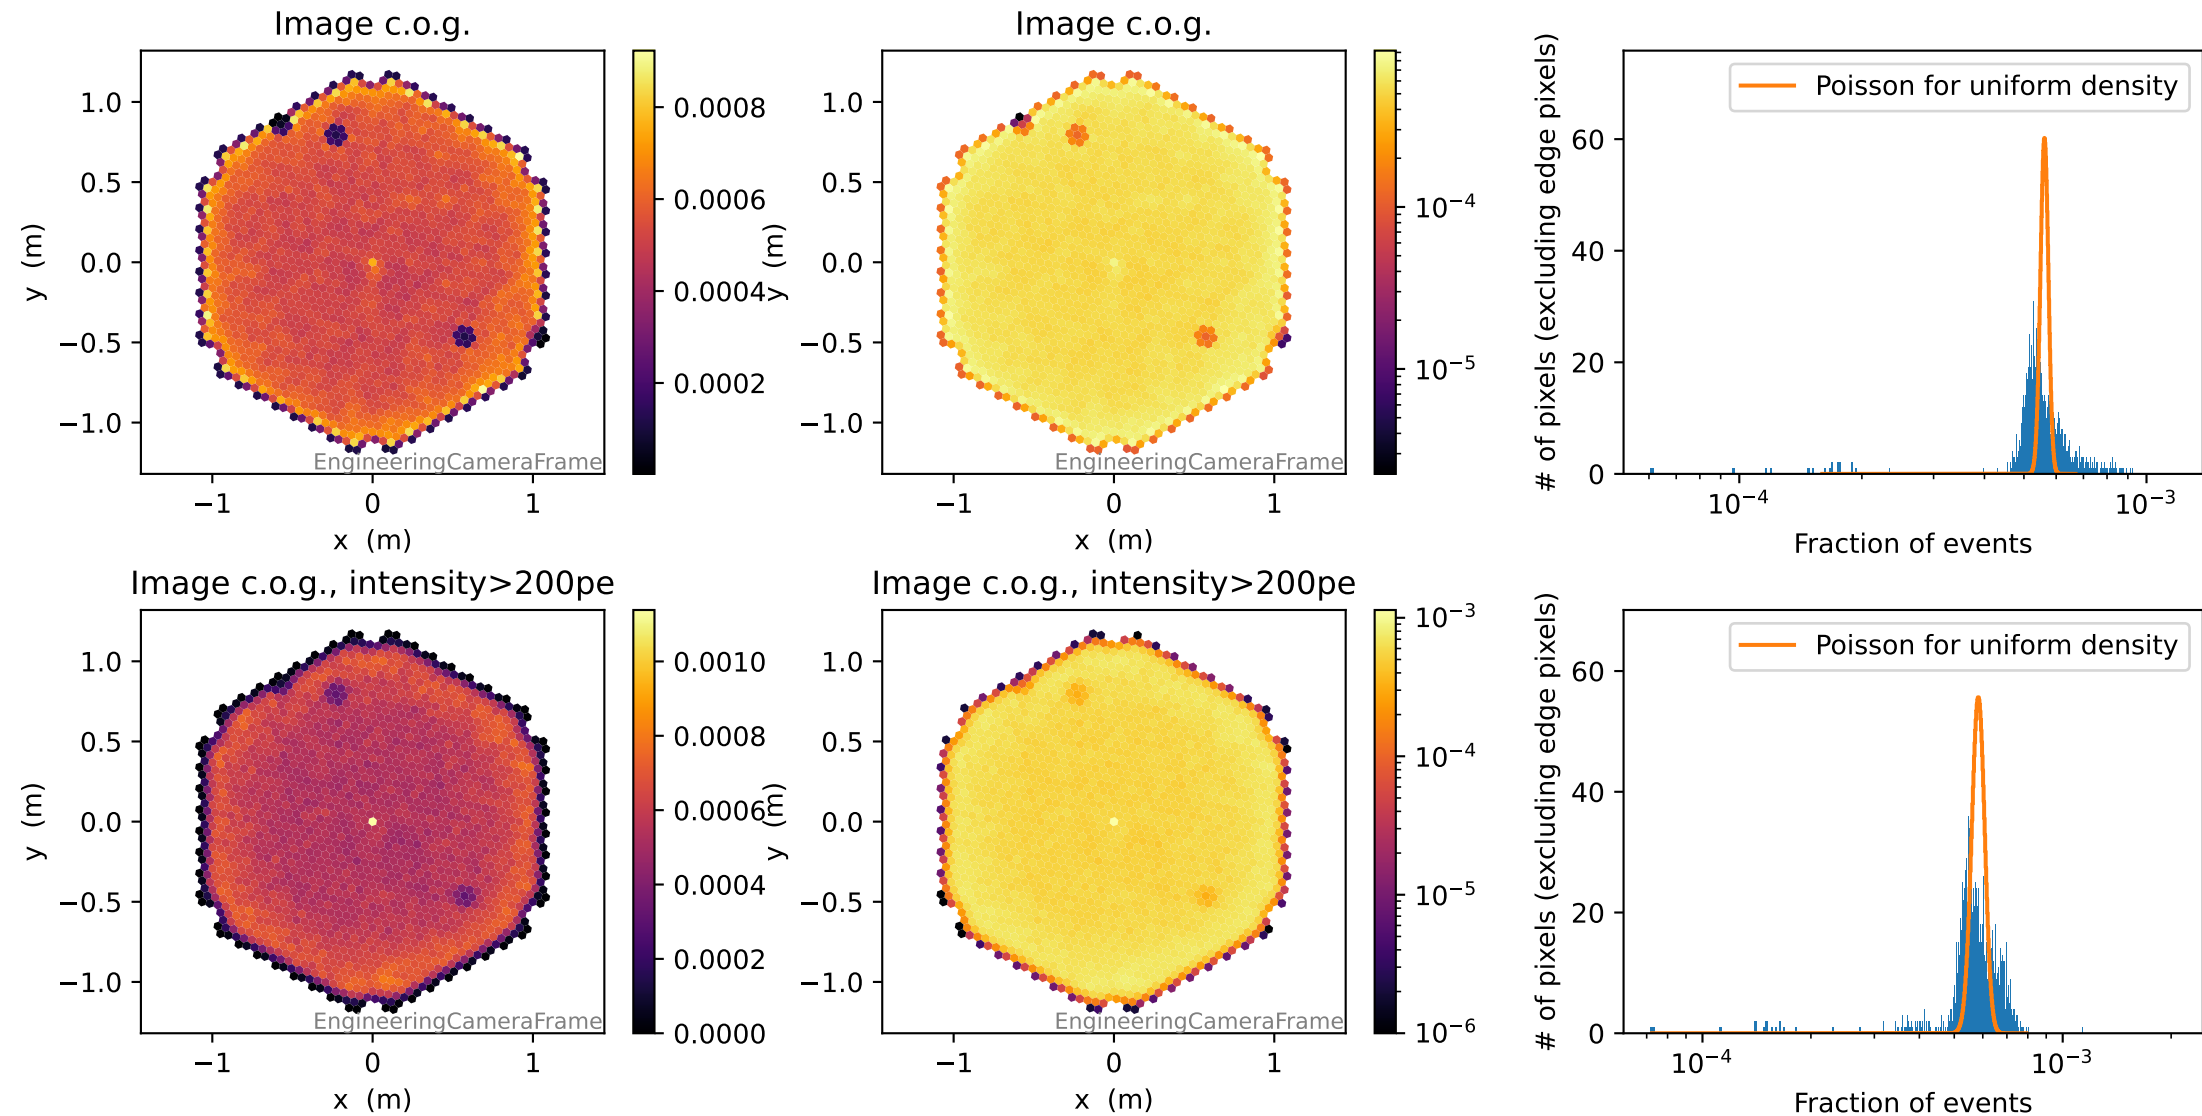 Image c.o.g.
y (m)
1.0
0.5
0.0
−0.5
−1.0
−1
0
1
x (m)
EngineeringCameraFrame
0.0008
0.0006
0.0004
0.0002
Image c.o.g.
y (m)
1.0
0.5
0.0
−0.5
−1.0
−1
0
1
x (m)
EngineeringCameraFrame
10⁻⁴
10⁻⁵
# of pixels (excluding edge pixels)
60
40
20
0
Poisson for uniform density
10⁻⁴
10⁻³
Fraction of events
Image c.o.g., intensity>200pe
y (m)
1.0
0.5
0.0
−0.5
−1.0
−1
0
1
x (m)
EngineeringCameraFrame
0.0010
0.0008
0.0006
0.0004
0.0002
0.0000
Image c.o.g., intensity>200pe
y (m)
1.0
0.5
0.0
−0.5
−1.0
−1
0
1
x (m)
EngineeringCameraFrame
10⁻³
10⁻⁴
10⁻⁵
10⁻⁶
# of pixels (excluding edge pixels)
60
40
20
0
Poisson for uniform density
10⁻⁴
10⁻³
Fraction of events